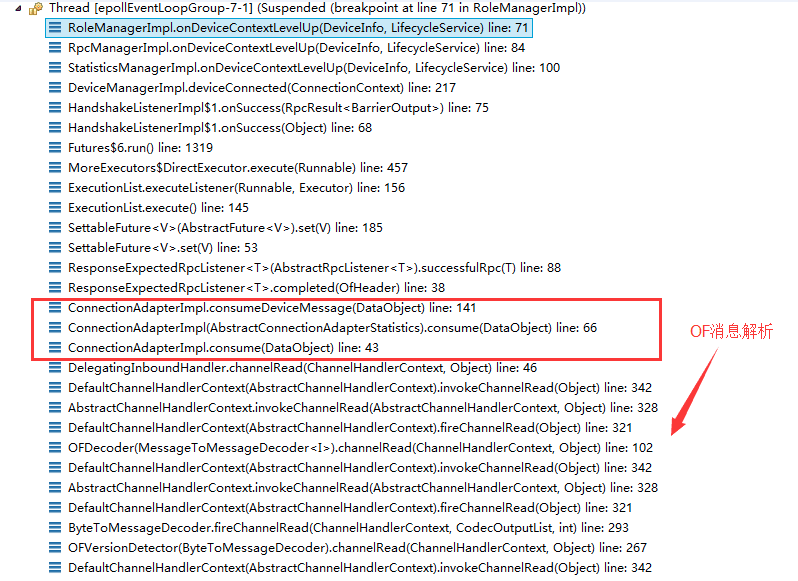 Thread [epollEventLoopGroup-7-1] (Suspended (breakpoint at line 71 in RoleManagerImpl))
RoleManagerImpl.onDeviceContextLevelUp(DeviceInfo, LifecycleService) line: 71
RpcManagerImpl.onDeviceContextLevelUp(DeviceInfo, LifecycleService) line: 84
StatisticsManagerImpl.onDeviceContextLevelUp(DeviceInfo, LifecycleService) line: 100
DeviceManagerImpl.deviceConnected(ConnectionContext) line: 217
HandshakeListenerImpl$1.onSuccess(RpcResult<BarrierOutput>) line: 75
HandshakeListenerImpl$1.onSuccess(Object) line: 68
Futures$6.run() line: 1319
MoreExecutors$DirectExecutor.execute(Runnable) line: 457
ExecutionList.executeListener(Runnable, Executor) line: 156
ExecutionList.execute() line: 145
SettableFuture<V>(AbstractFuture<V>).set(V) line: 185
SettableFuture<V>.set(V) line: 53
ResponseExpectedRpcListener<T>(AbstractRpcListener<T>).successfulRpc(T) line: 88
ResponseExpectedRpcListener<T>.completed(OfHeader) line: 38
ConnectionAdapterImpl.consumeDeviceMessage(DataObject) line: 141
ConnectionAdapterImpl(AbstractConnectionAdapterStatistics).consume(DataObject) line: 66
OF消息解析
ConnectionAdapterImpl.consume(DataObject) line: 43
DelegatingInboundHandler.channelRead(ChannelHandlerContext, Object) line: 46
DefaultChannelHandlerContext(AbstractChannelHandlerContext).invokeChannelRead(Object) line: 342
AbstractChannelHandlerContext.invokeChannelRead(AbstractChannelHandlerContext, Object) line: 328
DefaultChannelHandlerContext(AbstractChannelHandlerContext).fireChannelRead(Object) line: 321
OFDecoder(MessageToMessageDecoder<I>).channelRead(ChannelHandlerContext, Object) line: 102
DefaultChannelHandlerContext(AbstractChannelHandlerContext).invokeChannelRead(Object) line: 342
AbstractChannelHandlerContext.invokeChannelRead(AbstractChannelHandlerContext, Object) line: 328
DefaultChannelHandlerContext(AbstractChannelHandlerContext).fireChannelRead(Object) line: 321
ByteToMessageDecoder.fireChannelRead(ChannelHandlerContext, CodecOutputList, int) line: 293
OFVersionDetector(ByteToMessageDecoder).channelRead(ChannelHandlerContext, Object) line: 267
DefaultChannelHandlerContext(AbstractChannelHandlerContext).invokeChannelRead(Object) line: 342